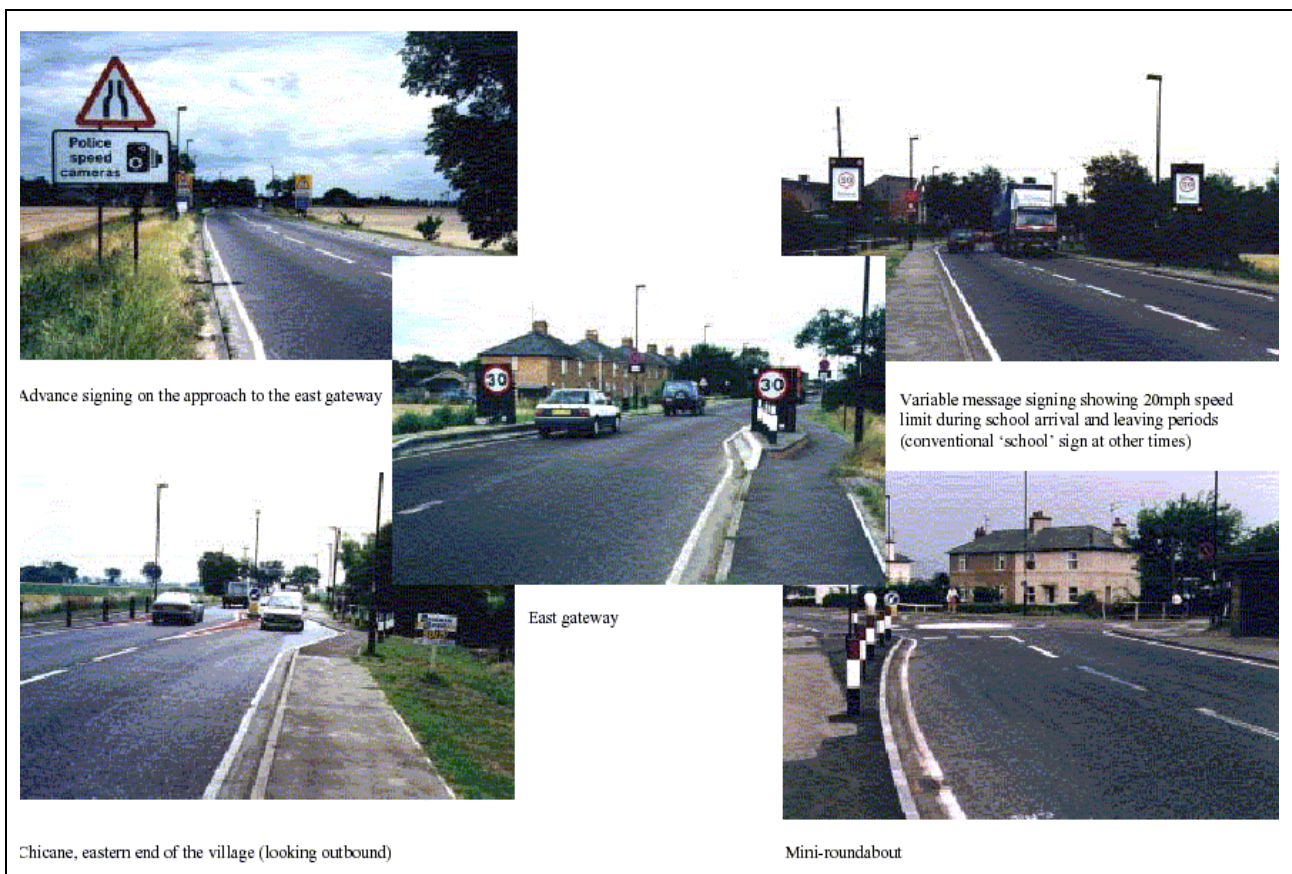 Police
speed
cameras
20
20
30
30
Advance signing on the approach to the east gateway
Variable message signing showing 20mph speed
limit during school arrival and leaving periods
(conventional ‘school’ sign at other times)
East gateway
Chicane, eastern end of the village (looking outbound)
Mini-roundabout